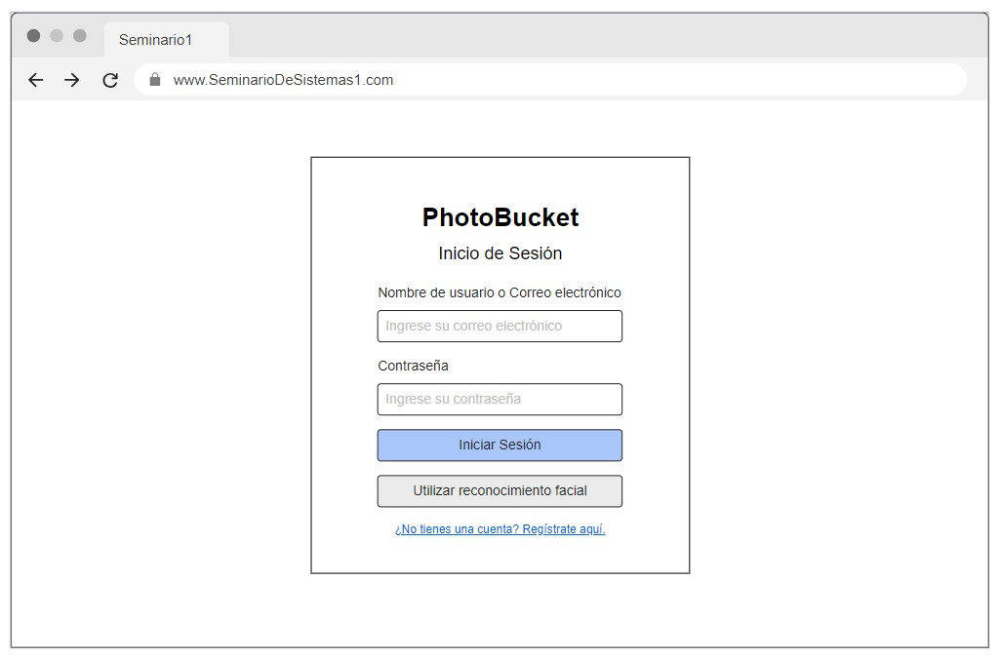 Seminario1
www.SeminarioDeSistemas1.com
PhotoBucket
Inicio de Sesión
Nombre de usuario o Correo electrónico
Ingrese su correo electrónico
Contraseña
Ingrese su contraseña
Iniciar Sesión
Utilizar reconocimiento facial
¿No tienes una cuenta? Regístrate aquí.